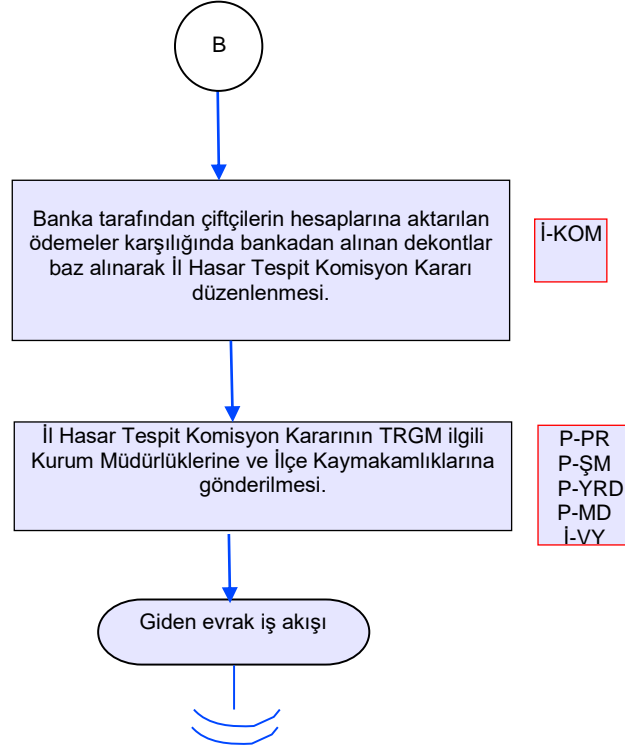 B
Banka tarafından çiftçilerin hesaplarına aktarılan
ödemeler karşılığında bankadan alınan dekontlar
baz alınarak İl Hasar Tespit Komisyon Kararı
düzenlenmesi.
İ-KOM
İl Hasar Tespit Komisyon Kararının TRGM ilgili
Kurum Müdürlüklerine ve İlçe Kaymakamlıklarına
gönderilmesi.
P-PR
P-ŞM
P-YRD
P-MD
İ-VY
Giden evrak iş akışı